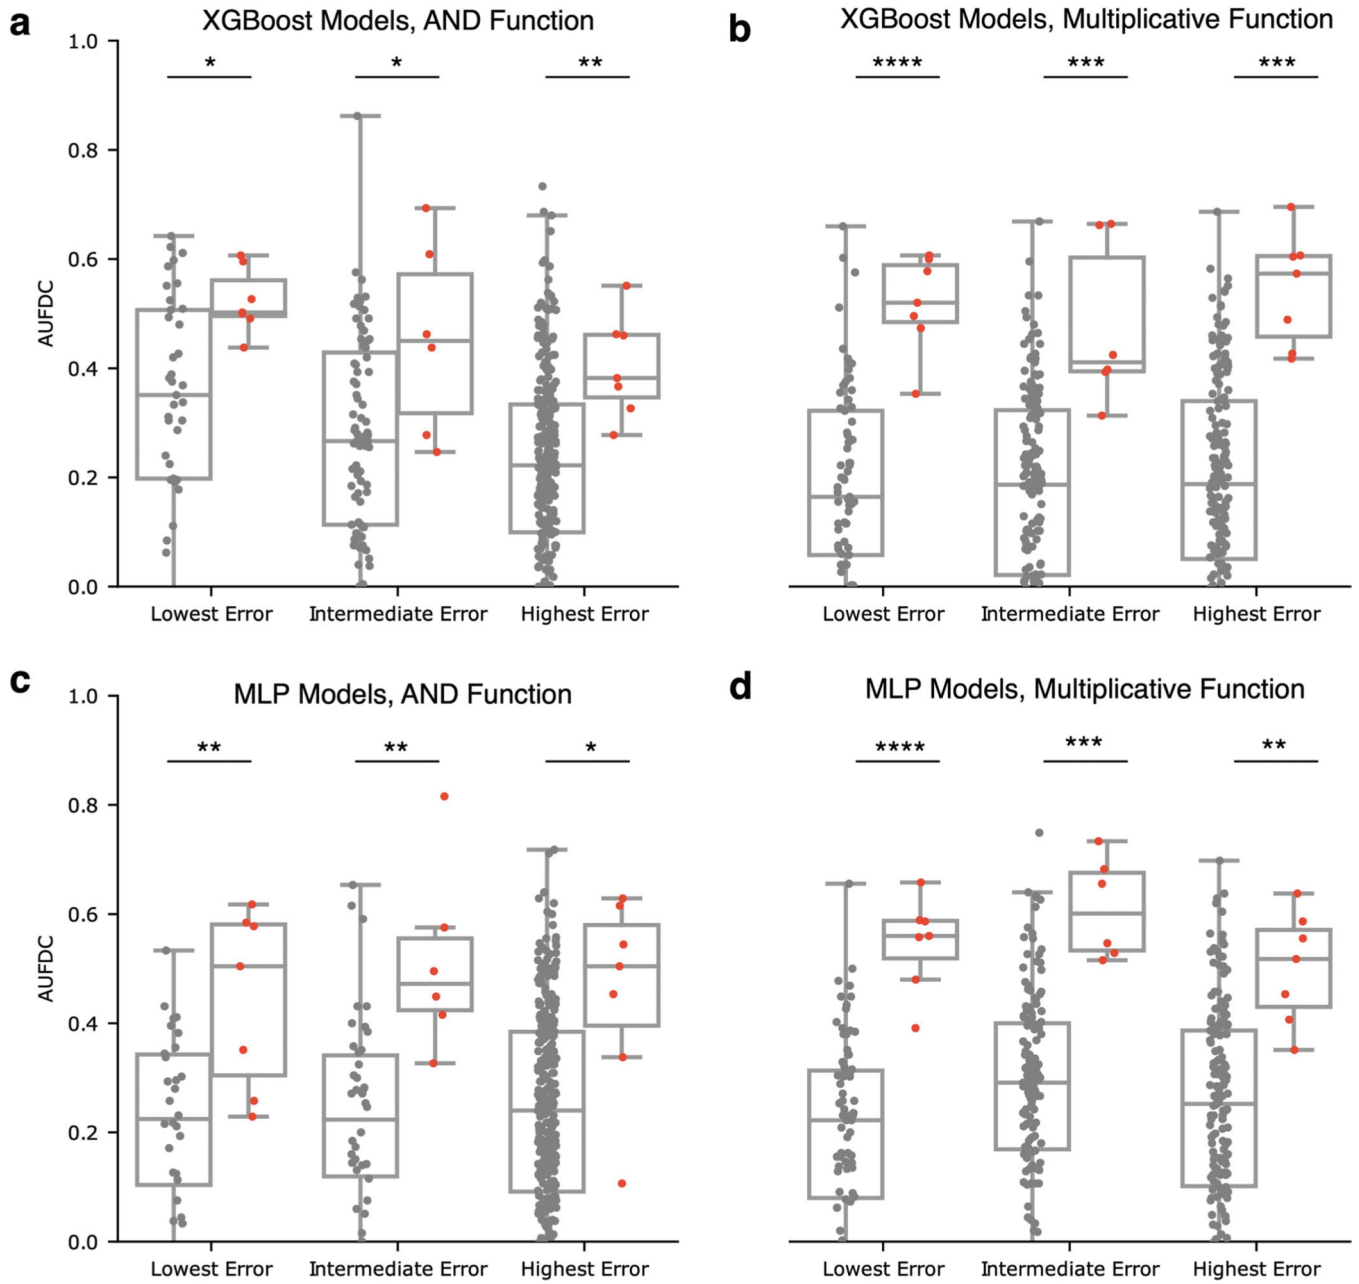 a
XGBoost Models, AND Function
1.0
0.8
0.6
0.4
0.2
0.0
AUFDC
*
*
**
Lowest Error
Intermediate Error
Highest Error
b
XGBoost Models, Multiplicative Function
****
***
***
Lowest Error
Intermediate Error
Highest Error
c
MLP Models, AND Function
1.0
0.8
0.6
0.4
0.2
0.0
AUFDC
**
**
*
Lowest Error
Intermediate Error
Highest Error
d
MLP Models, Multiplicative Function
****
***
**
Lowest Error
Intermediate Error
Highest Error